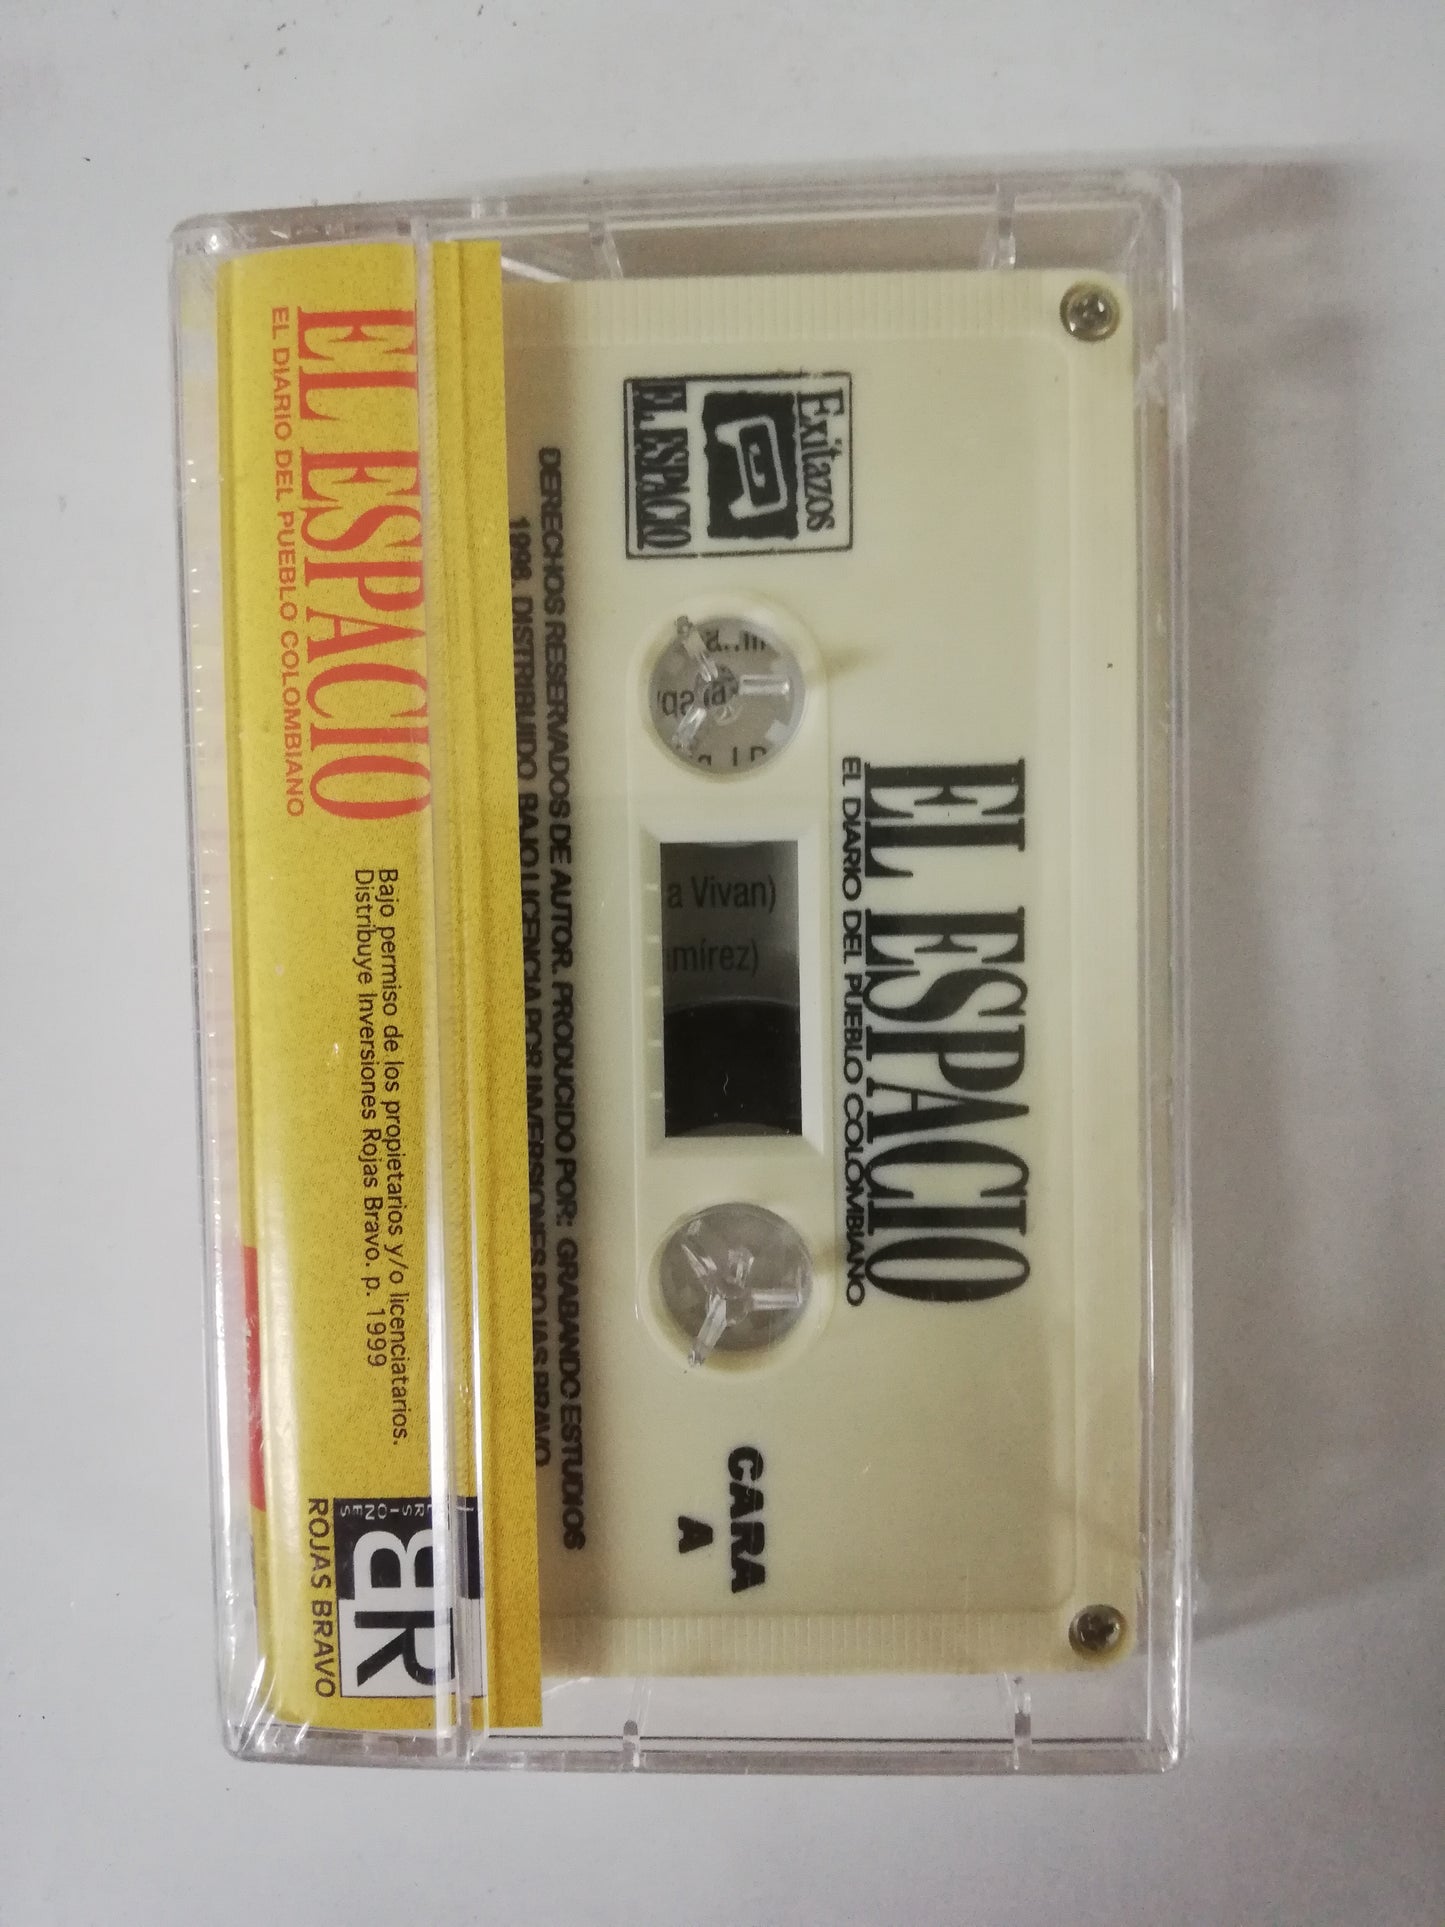 EL ESPACIO
EL DIARIO DEL PUEBLO COLOMBIANO
Exitazos
EL ESPACIO
a Vivan)
amírez)
CARA
A
DERECHOS RESERVADOS DE AUTOR. PRODUCIDO POR: GRABANDO ESTUDIOS
1998. DISTRIBUIDO BAJO LICENCIA POR INVERSIONES ROJAS BRAVO
EL ESPACIO
EL DIARIO DEL PUEBLO COLOMBIANO
Bajo permiso de los propietarios y/o licenciatarios.
Distribuye Inversiones Rojas Bravo. p. 1999
BR
ROJAS BRAVO